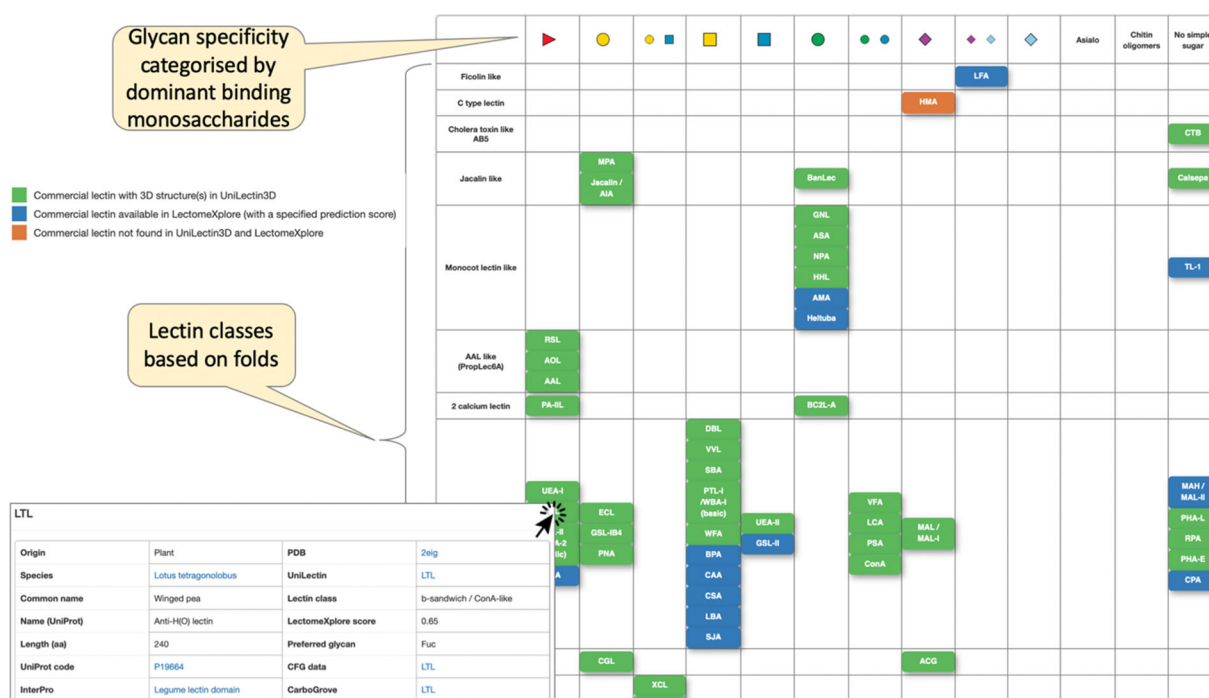 Glycan specificity
categorised by
dominant binding
monosaccharides
Asialo
Chitin
oligomers
No simple
sugar
Ficolin like
LFA
C type lectin
HMA
Cholera toxin like
AB5
CTB
Commercial lectin with 3D structure(s) in UniLectin3D
Commercial lectin available in LectomeXplore (with a specified prediction score)
Commercial lectin not found in UniLectin3D and LectomeXplore
Jacalin like
MPA
Jacalin /
AIA
BanLec
Calsepa
Monocot lectin like
GNL
ASA
NPA
HHL
AMA
Heltuba
TL-1
Lectin classes
based on folds
AAL like
(PropLec6A)
RSL
AOL
AAL
2 calcium lectin
PA-IIL
BC2L-A
UEA-I
ECL
GSL-IB4
PNA
DBL
VVL
SBA
PTL-I
/WBA-I
(basic)
WFA
BPA
CAA
CSA
LBA
SJA
UEA-II
GSL-II
VFA
LCA
PSA
ConA
MAL /
MAL-I
MAH /
MAL-II
PHA-L
RPA
PHA-E
CPA
CGL
ACG
XCL
LTL
Origin Plant PDB 2eig
Species Lotus tetragonolobus UniLectin LTL
Common name Winged pea Lectin class b-sandwich / ConA-like
Name (UniProt) Anti-H(O) lectin LectomeXplore score 0.65
Length (aa) 240 Preferred glycan Fuc
UniProt code P19664 CFG data LTL
InterPro Legume lectin domain CarboGrove LTL